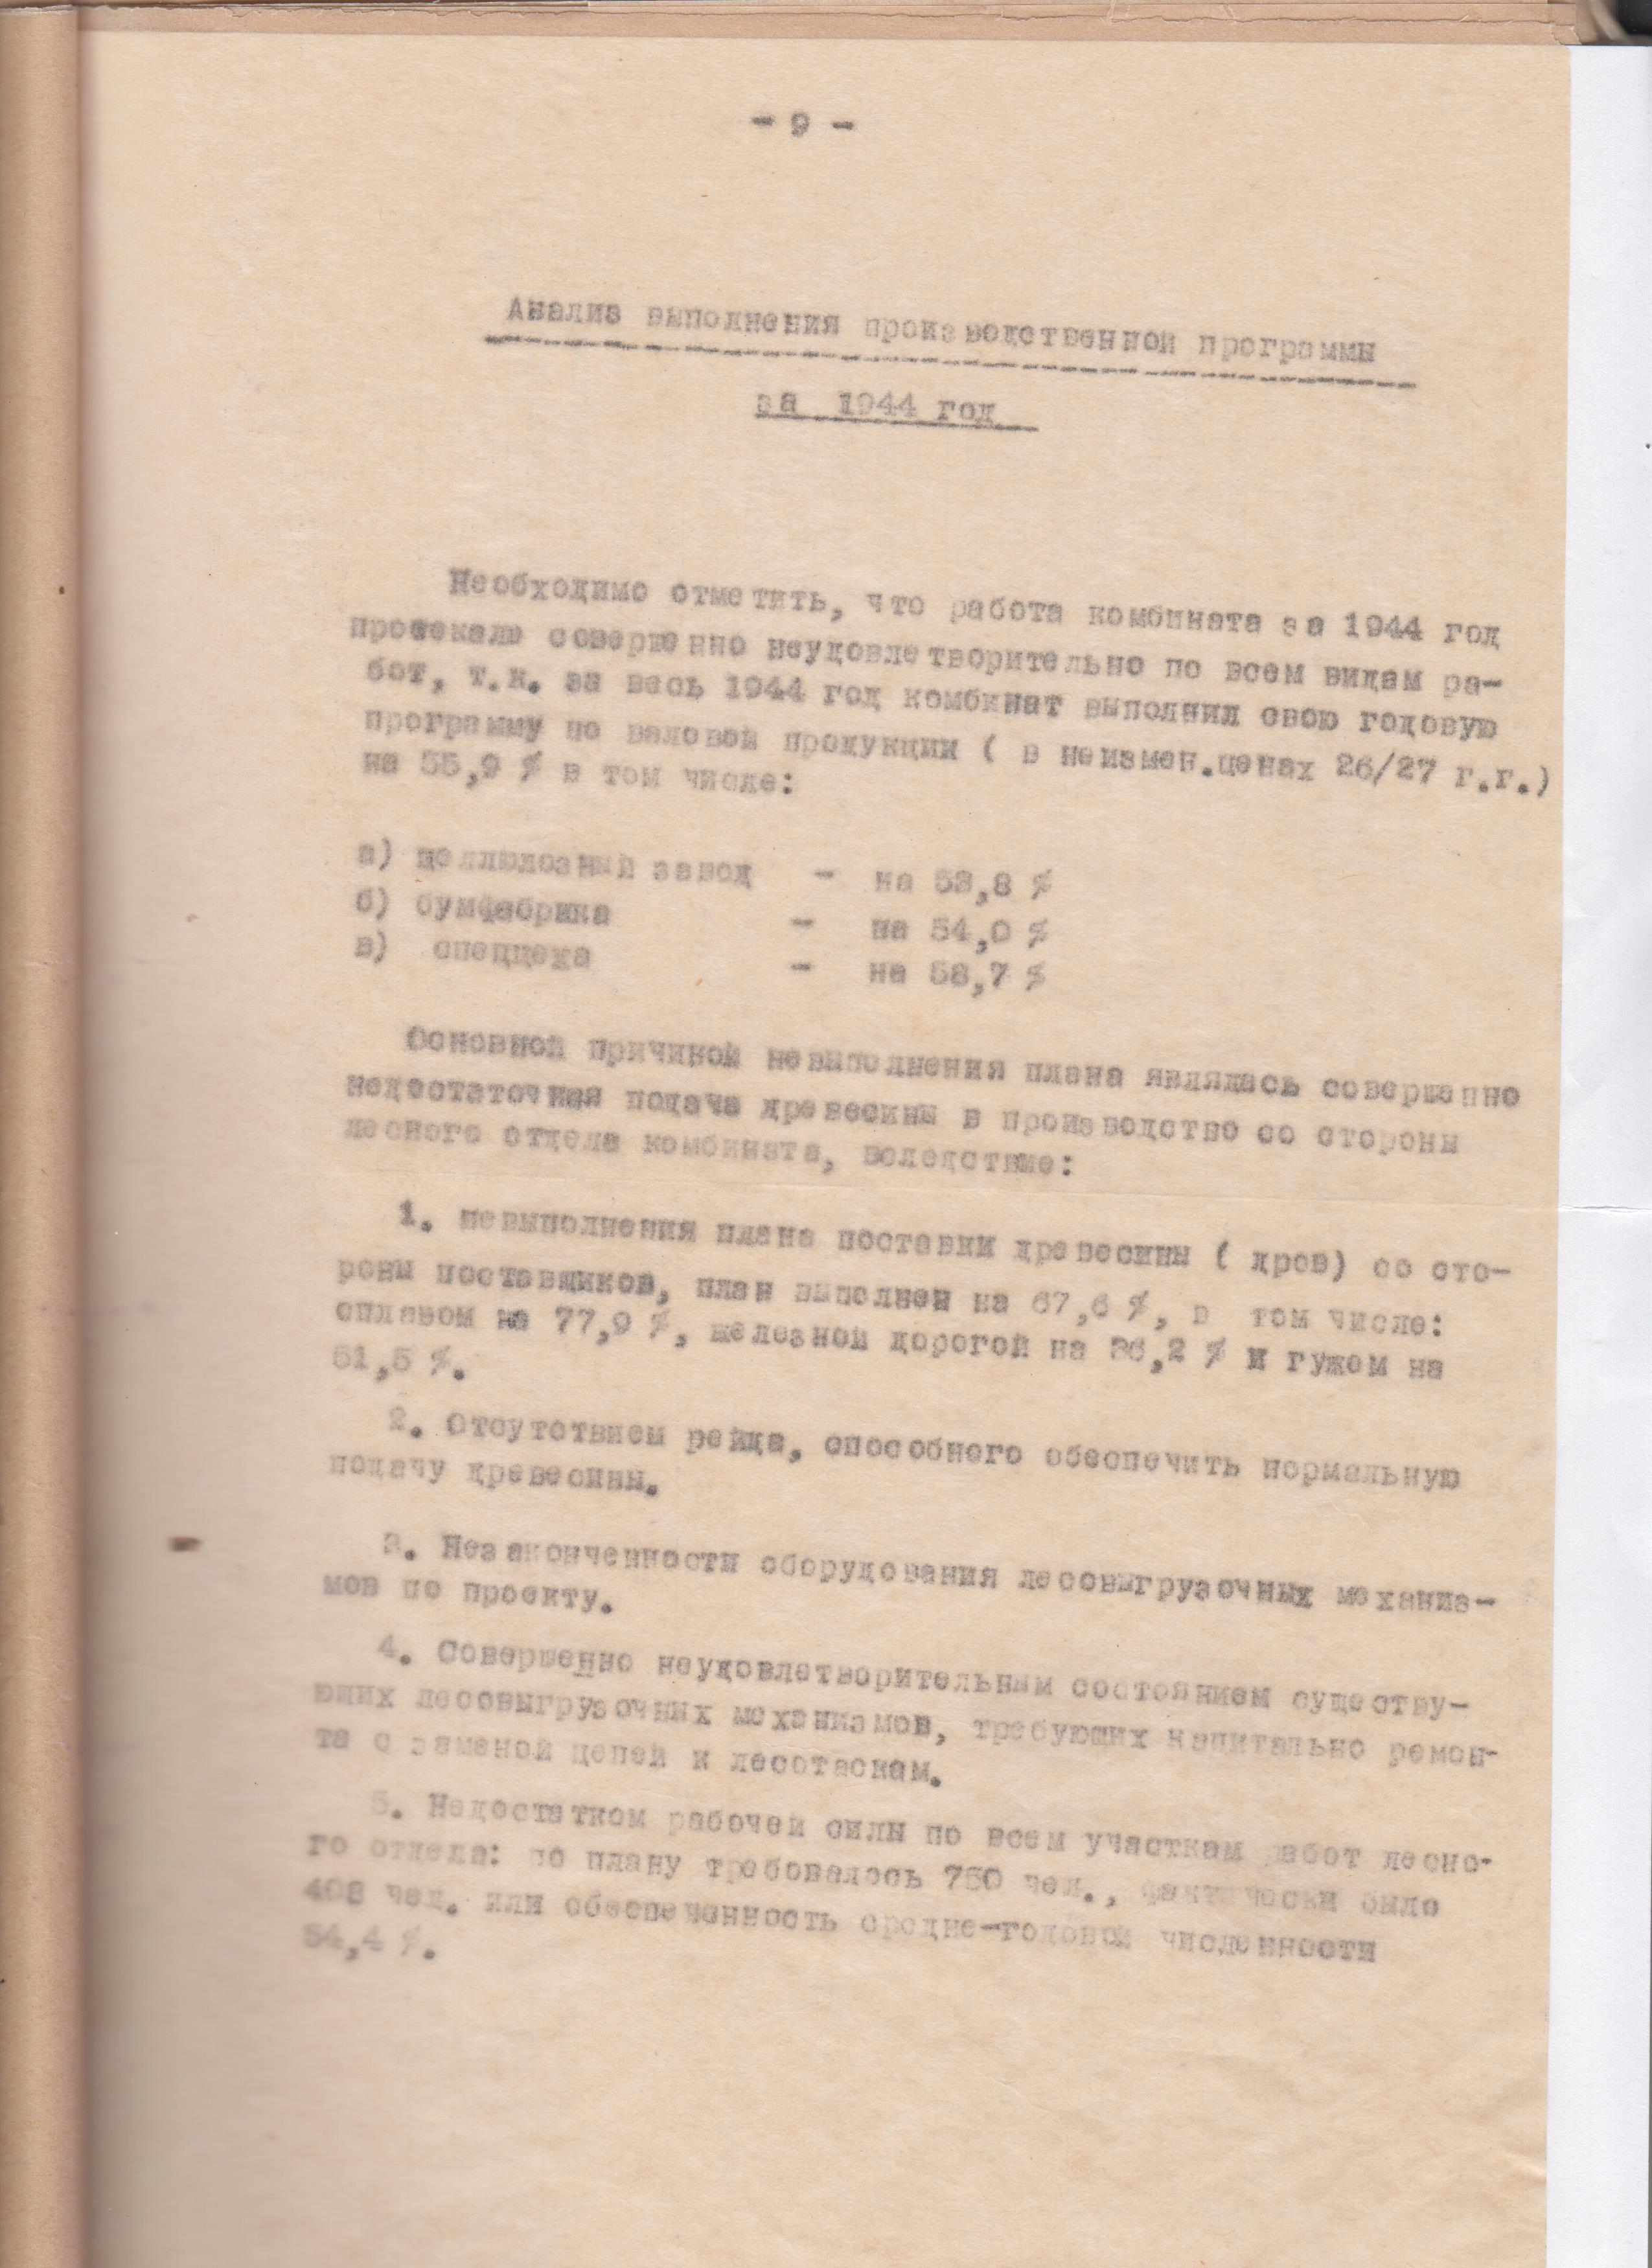 - 9 -
Анализ выполнения производственной программы
за 1944 год
Необходимо отметить, что работа комбината за 1944 год
протекала совершенно неудовлетворительно по всем видам ра-
бот, т.к. за весь 1944 год комбинат выполнил свою годовую
программу по валовой продукции ( в неизмен.ценах 26/27 г.г.)
на 55,9 % в том числе:
а) целлюлозный завод - на 53,8 %
б) бумфабрика - на 54,0 %
в) спеццеха - на 58,7 %
Основной причиной невыполнения плана являлась совершенно
недостаточная подача древесины в производство со стороны
лесного отдела комбината, вследствие:
1. невыполнения плана поставки древесины ( дров) со сто-
роны поставщиков, план выполнен на 67,6 %, в том числе:
сплавом на 77,9 %, железной дорогой на 36,2 % и гужем на
51,5 %.
2. Отсутствием рейда, способного обеспечить нормальную
подачу древесины.
3. Незаконченности оборудования лесовыгрузочных механиз-
мов по проекту.
4. Совершенно неудовлетворительным состоянием существу-
ющих лесовыгрузочных механизмов, требующих капитально ремон-
та с заменой цепей к лесотаскам.
5. Недостатком рабочей силы по всем участкам работ лесно-
го отдела: по плану требовалось 750 чел., фактически было
408 чел. или обеспеченность средне-годовой численности
54,4 %.